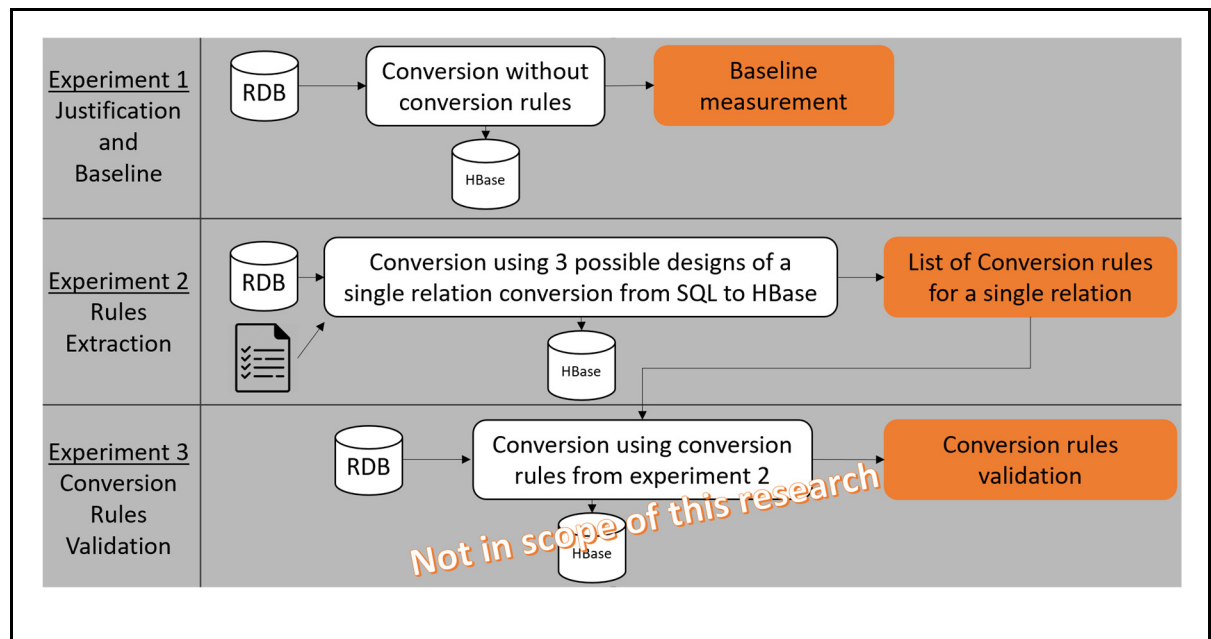 Experiment 1
Justification
and
Baseline
RDB
Conversion without
conversion rules
Baseline
measurement
HBase
Experiment 2
Rules
Extraction
RDB
Conversion using 3 possible designs of a
single relation conversion from SQL to HBase
List of Conversion rules
for a single relation
HBase
Experiment 3
Conversion
Rules
Validation
RDB
Conversion using conversion
rules from experiment 2
Conversion rules
validation
HBase
Not in scope of this research